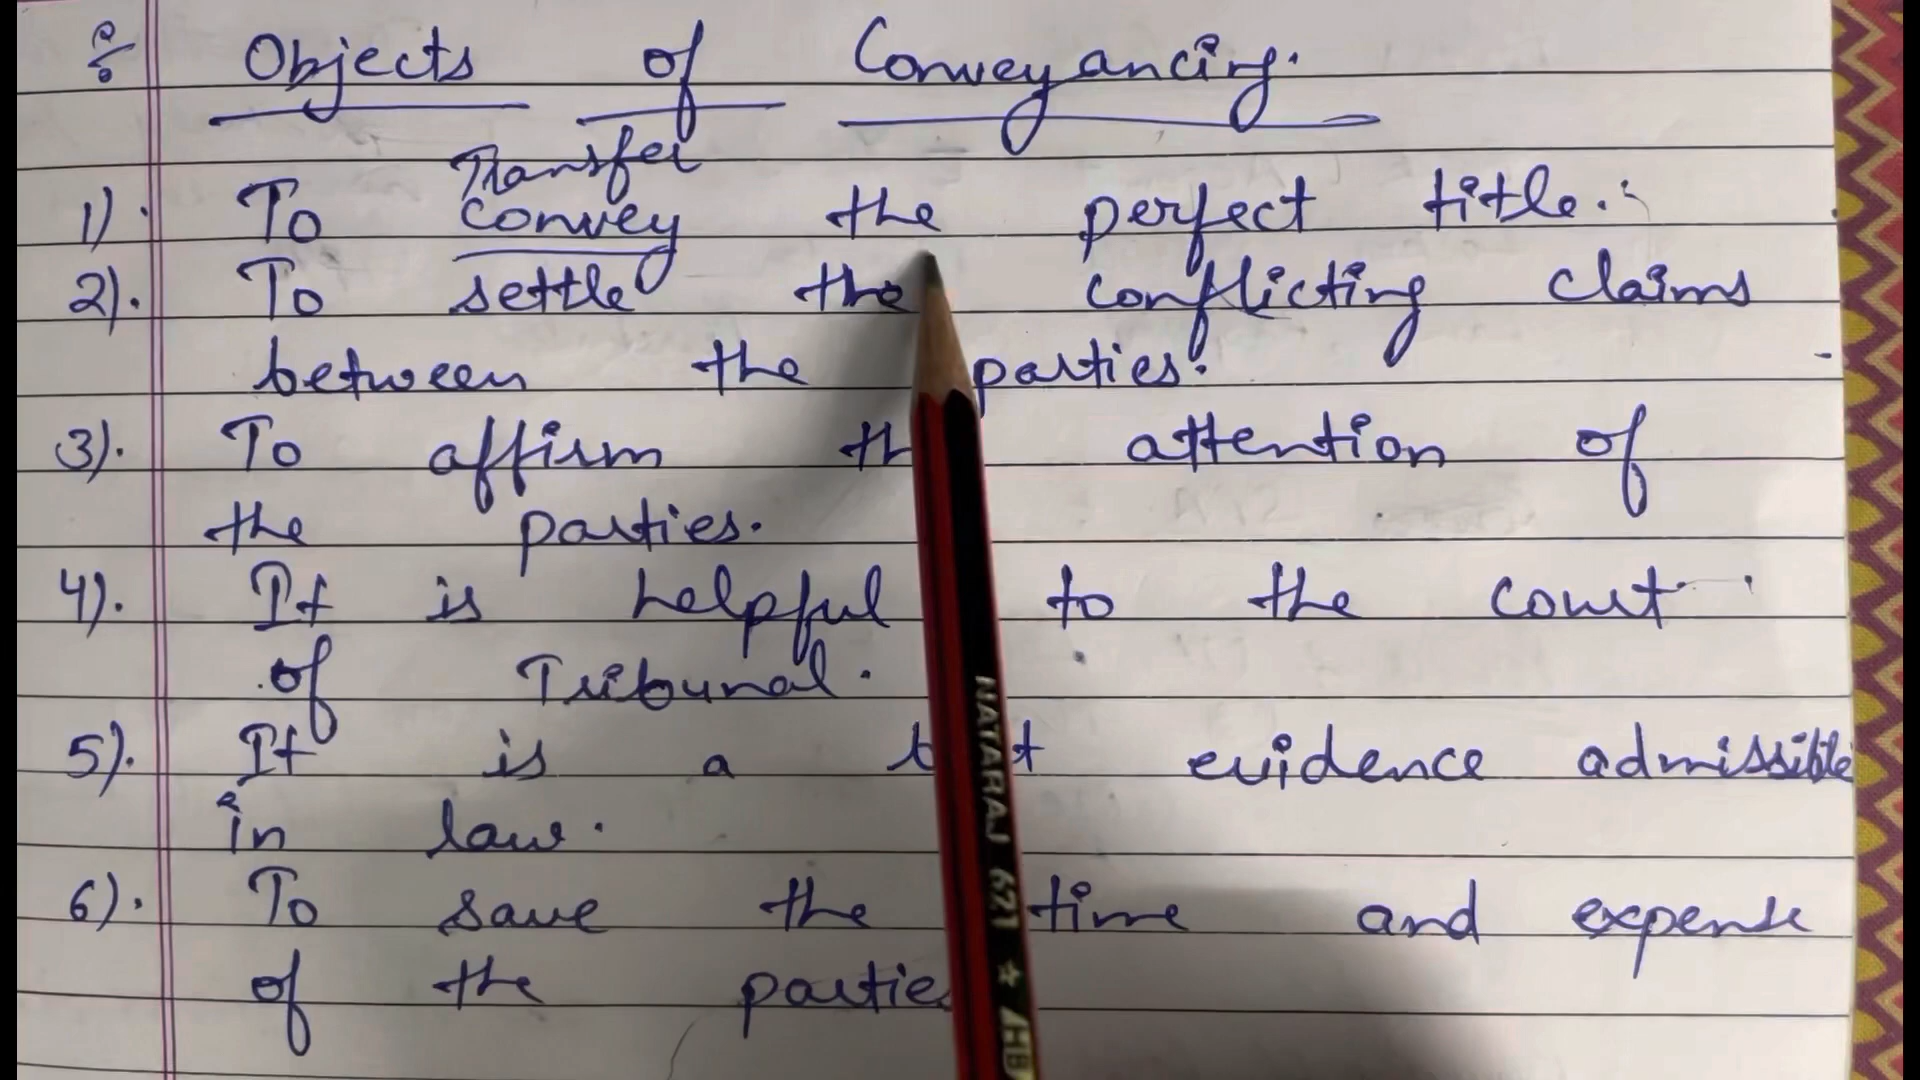 ÷ Objects of Conveyancing.
Transfer
1). To convey the perfect title.
2). To settle the conflicting claims
between the parties.
3). To affirm attention of
the parties.
4). It is helpful to the court
of Tribunal.
5). It is a evidence admissible
in law.
6). To save the time and expense
of the parties
NATARAJ 621 ☆ HB